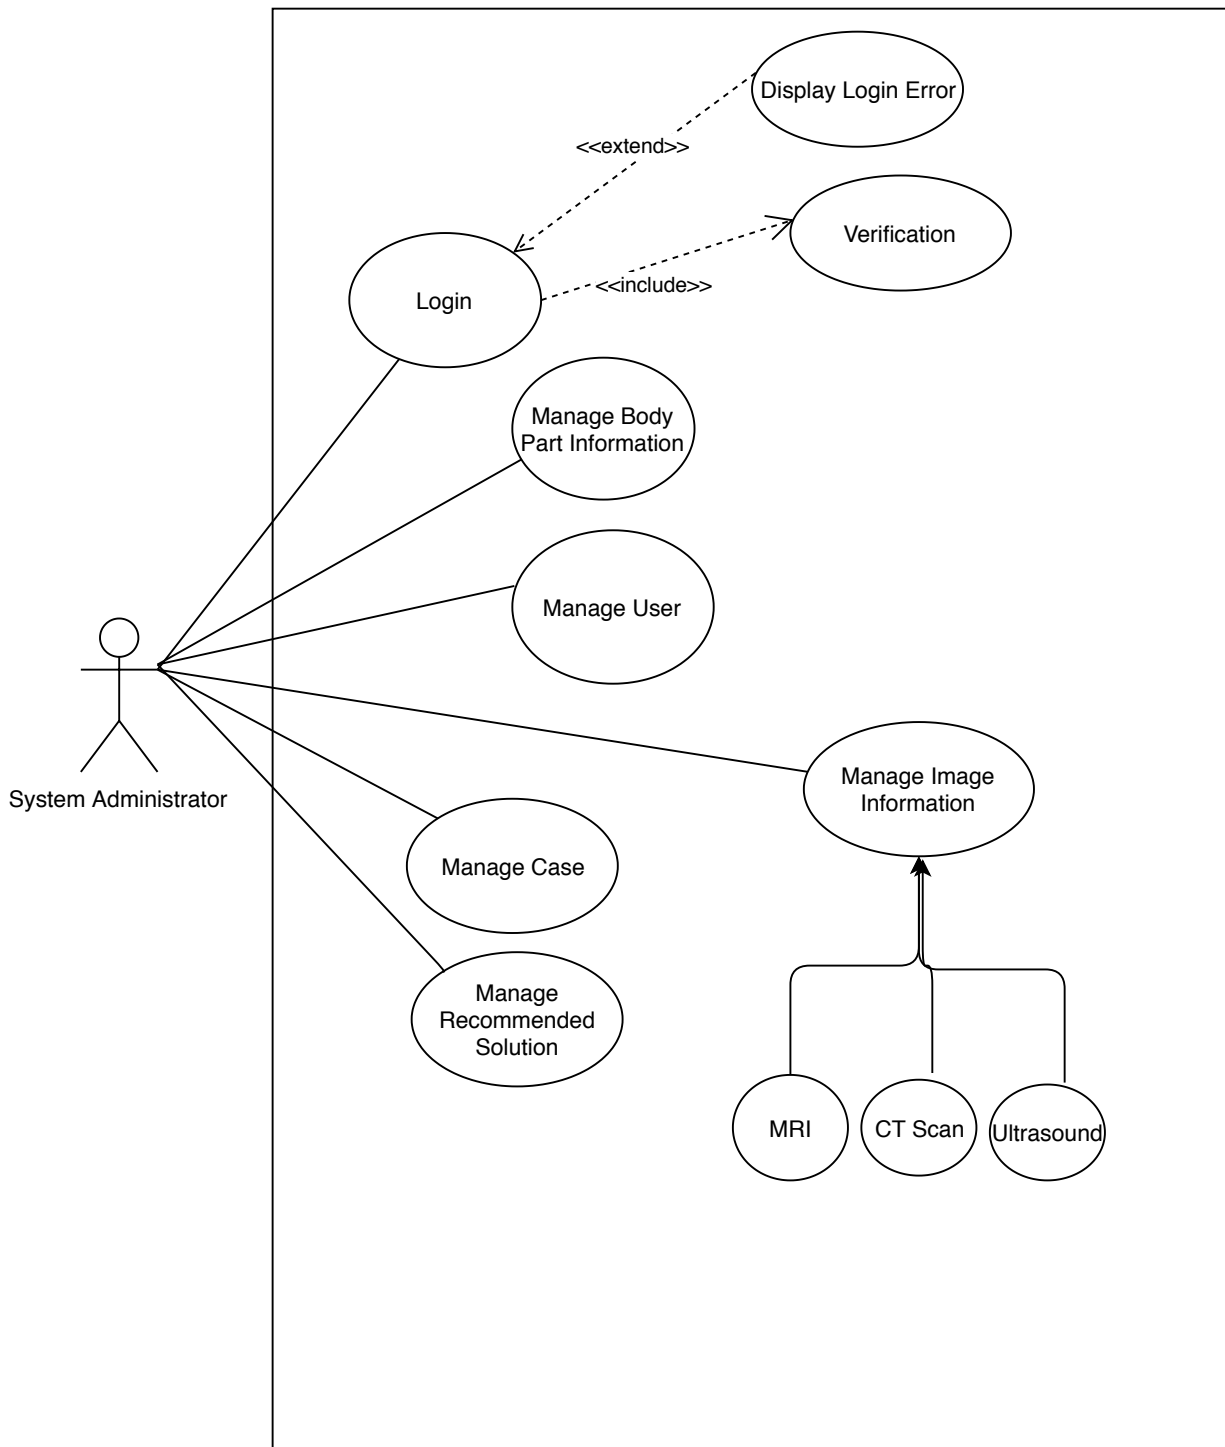 Display Login Error
<<extend>>
Verification
<<include>>
Login
Manage Body
Part Information
Manage User
System Administrator
Manage Image
Information
Manage Case
Manage
Recommended
Solution
MRI
CT Scan
Ultrasound